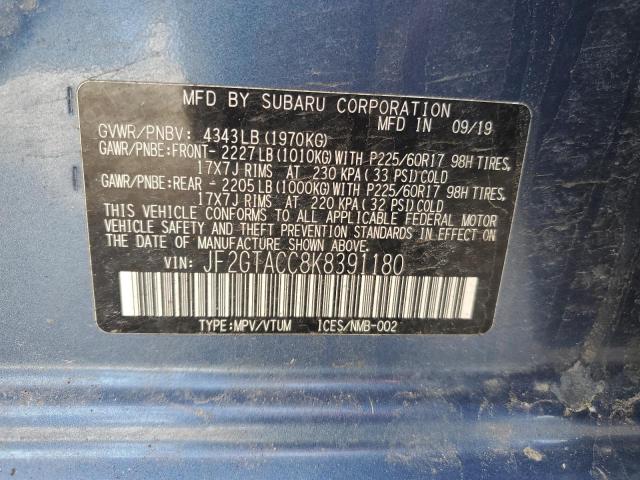 MFD BY SUBARU CORPORATION
MFD IN 09/19
GVWR/PNBV: 4343LB (1970KG)
GAWR/PNBE:FRONT- 2227LB (1010KG) WITH P225/60R17 98H TIRES,
17X7J RIMS AT 230 KPA (33 PSI) COLD
GAWR/PNBE:REAR - 2205LB (1000KG) WITH P225/60R17 98H TIRES,
17X7J RIMS AT 220 KPA (32 PSI) COLD
THIS VEHICLE CONFORMS TO ALL APPLICABLE FEDERAL MOTOR
VEHICLE SAFETY AND THEFT PREVENTION STANDARDS
IN EFFECT ON THE DATE OF MANUFACTURE SHOWN ABOVE.
VIN: JF2GTACC8K8391180
TYPE:MPV/VTUM ICES/NMB-002